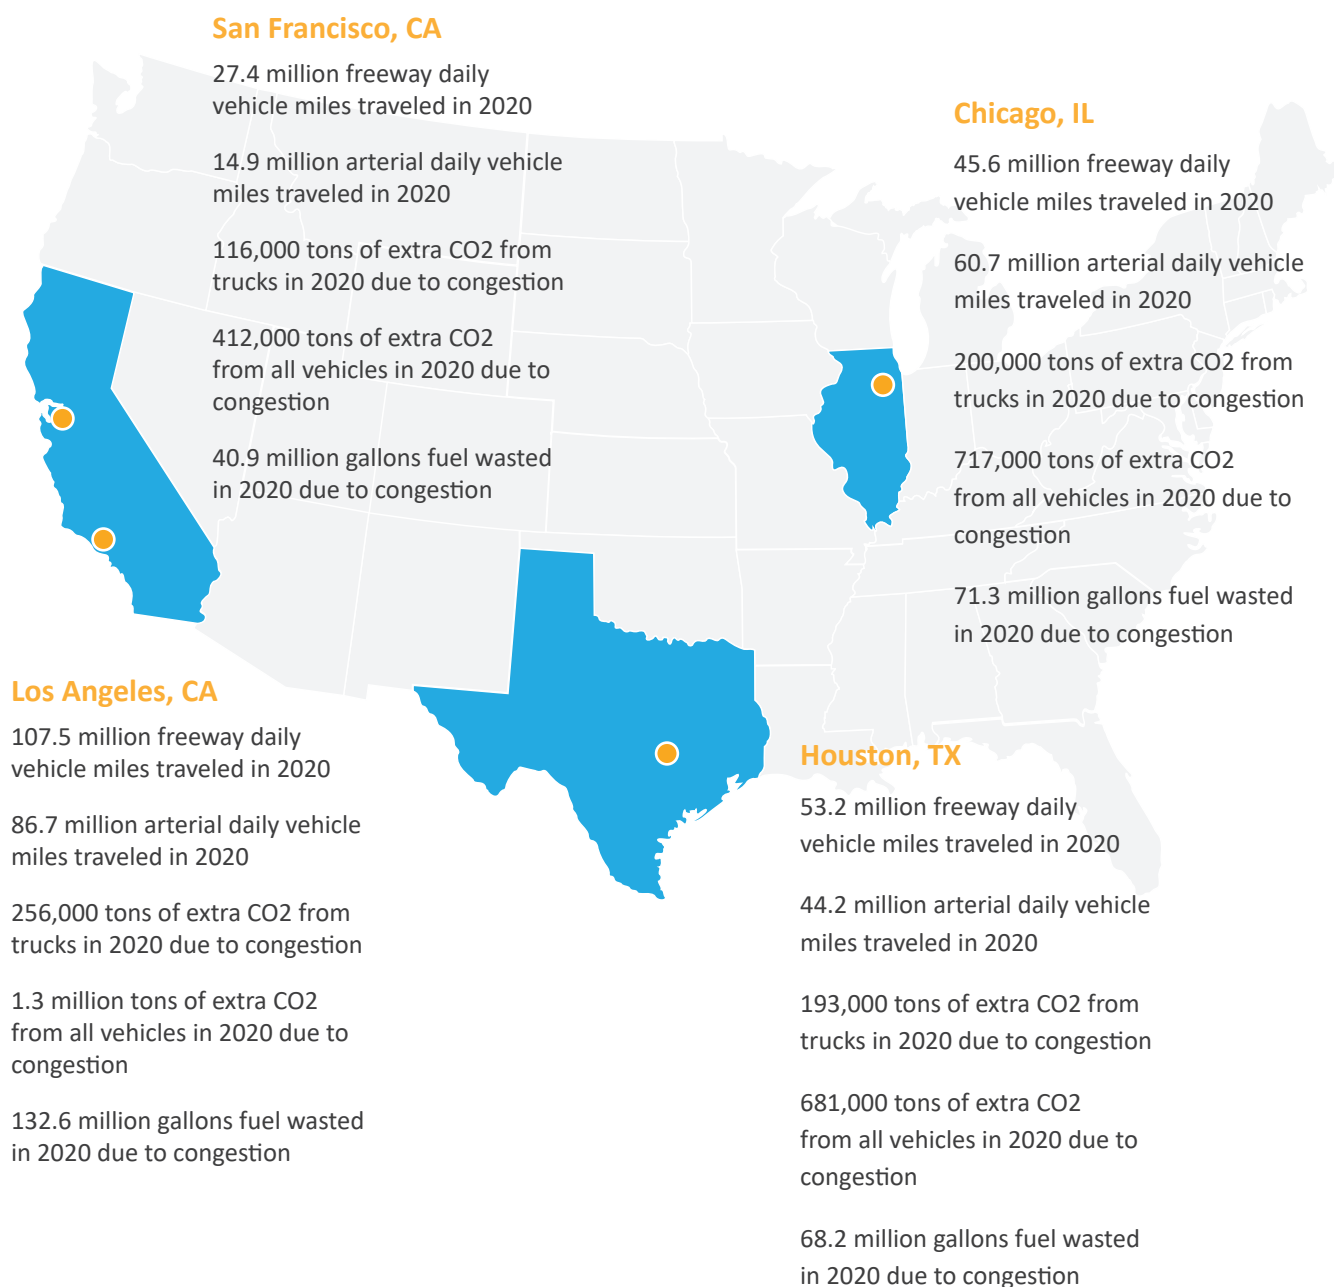 San Francisco, CA
27.4 million freeway daily
vehicle miles traveled in 2020
14.9 million arterial daily vehicle
miles traveled in 2020
116,000 tons of extra CO2 from
trucks in 2020 due to congestion
412,000 tons of extra CO2
from all vehicles in 2020 due to
congestion
40.9 million gallons fuel wasted
in 2020 due to congestion
Chicago, IL
45.6 million freeway daily
vehicle miles traveled in 2020
60.7 million arterial daily vehicle
miles traveled in 2020
200,000 tons of extra CO2 from
trucks in 2020 due to congestion
717,000 tons of extra CO2
from all vehicles in 2020 due to
congestion
71.3 million gallons fuel wasted
in 2020 due to congestion
Los Angeles, CA
107.5 million freeway daily
vehicle miles traveled in 2020
86.7 million arterial daily vehicle
miles traveled in 2020
256,000 tons of extra CO2 from
trucks in 2020 due to congestion
1.3 million tons of extra CO2
from all vehicles in 2020 due to
congestion
132.6 million gallons fuel wasted
in 2020 due to congestion
Houston, TX
53.2 million freeway daily
vehicle miles traveled in 2020
44.2 million arterial daily vehicle
miles traveled in 2020
193,000 tons of extra CO2 from
trucks in 2020 due to congestion
681,000 tons of extra CO2
from all vehicles in 2020 due to
congestion
68.2 million gallons fuel wasted
in 2020 due to congestion